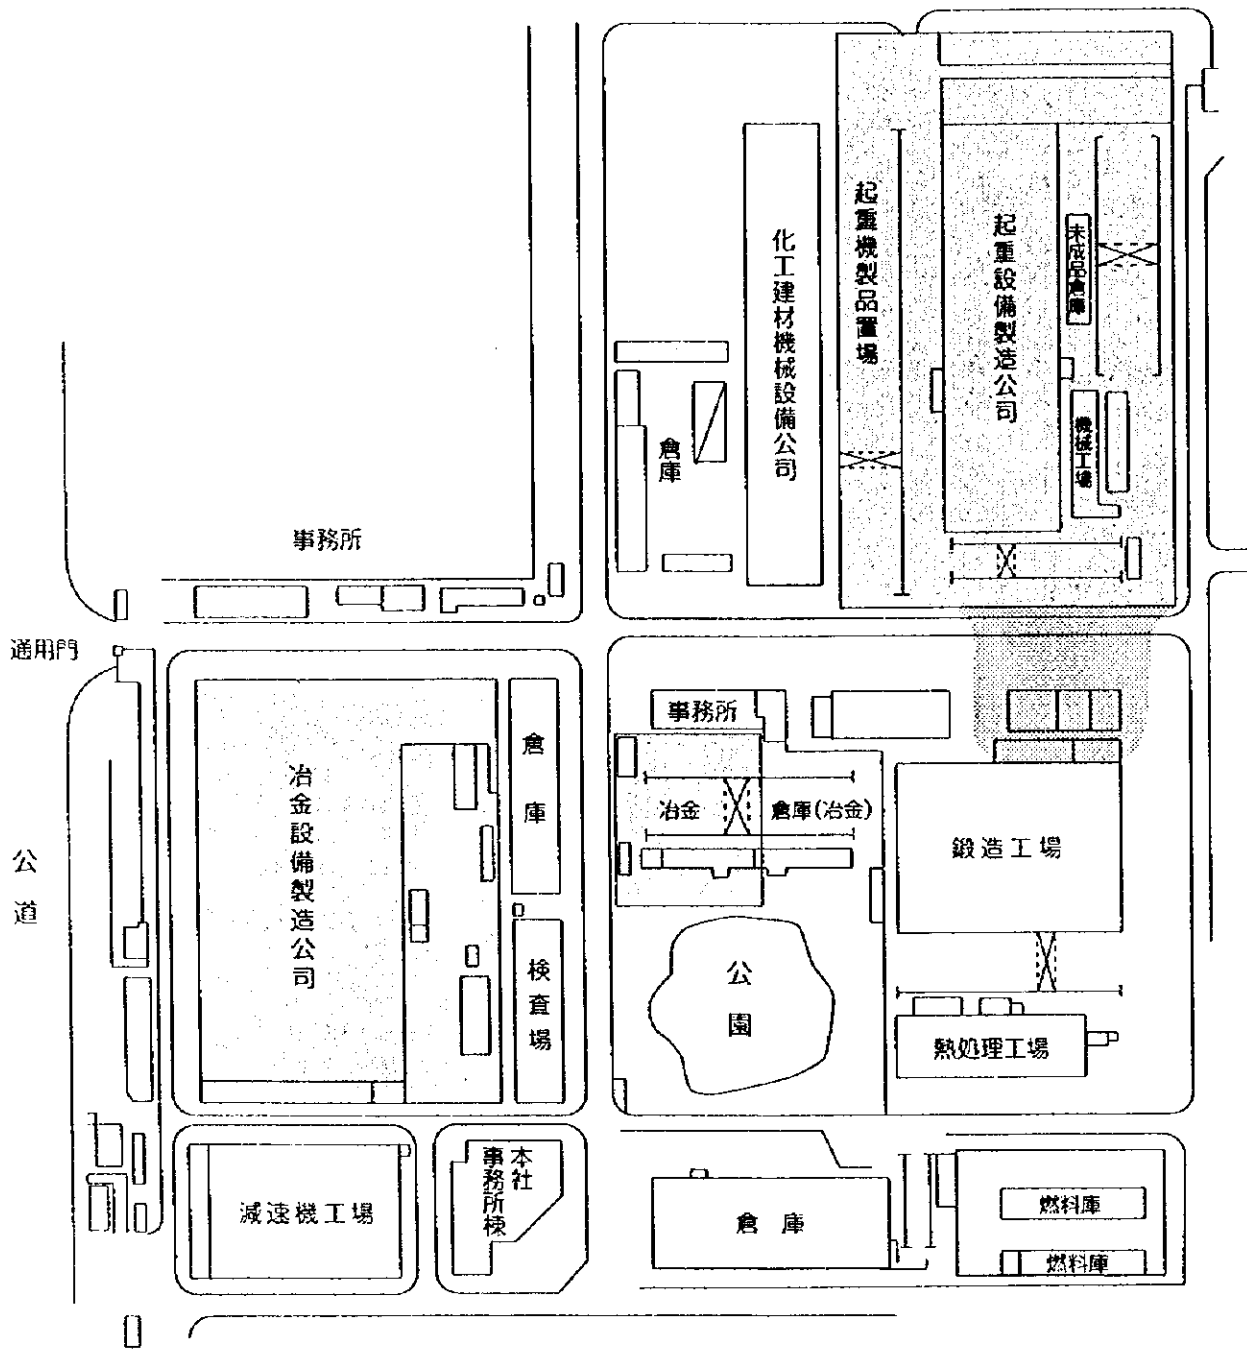 起重機製品置場
起重設備製造公司
未成品倉庫
機械工場
化工建材機械設備公司
倉庫
事務所
通用門
公道
冶金設備製造公司
倉庫
検査場
事務所
冶金
倉庫(冶金)
鍛造工場
公園
熱処理工場
減速機工場
本社
事務所棟
倉庫
燃料庫
燃料庫